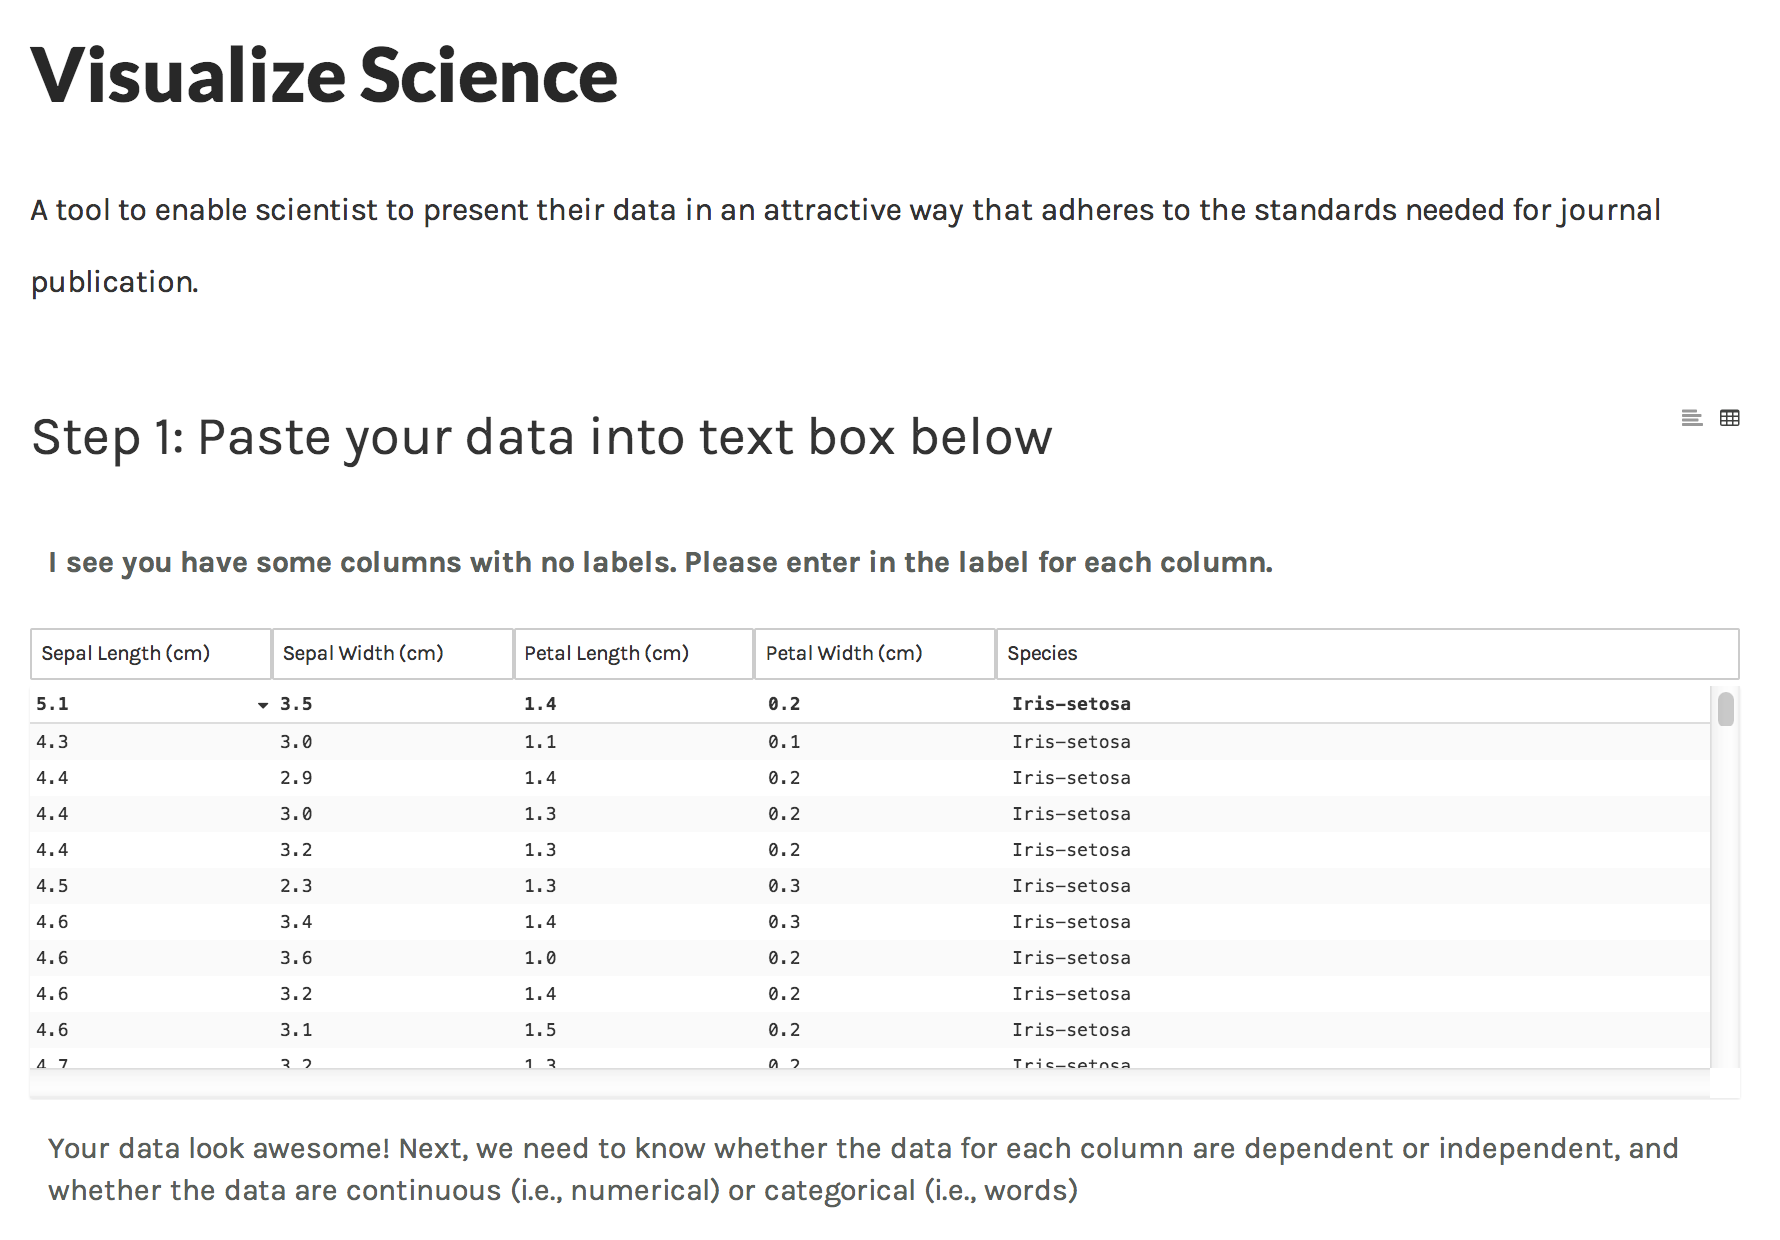 Visualize Science
A tool to enable scientist to present their data in an attractive way that adheres to the standards needed for journal
publication.
Step 1: Paste your data into text box below
I see you have some columns with no labels. Please enter in the label for each column.
Sepal Length (cm) Sepal Width (cm) Petal Length (cm) Petal Width (cm) Species
5.1 3.5 1.4 0.2 Iris-setosa
4.3 3.0 1.1 0.1 Iris-setosa
4.4 2.9 1.4 0.2 Iris-setosa
4.4 3.0 1.3 0.2 Iris-setosa
4.4 3.2 1.3 0.2 Iris-setosa
4.5 2.3 1.3 0.3 Iris-setosa
4.6 3.4 1.4 0.3 Iris-setosa
4.6 3.6 1.0 0.2 Iris-setosa
4.6 3.2 1.4 0.2 Iris-setosa
4.6 3.1 1.5 0.2 Iris-setosa
4.7 3.2 1.3 0.2 Iris-setosa
Your data look awesome! Next, we need to know whether the data for each column are dependent or independent, and
whether the data are continuous (i.e., numerical) or categorical (i.e., words)